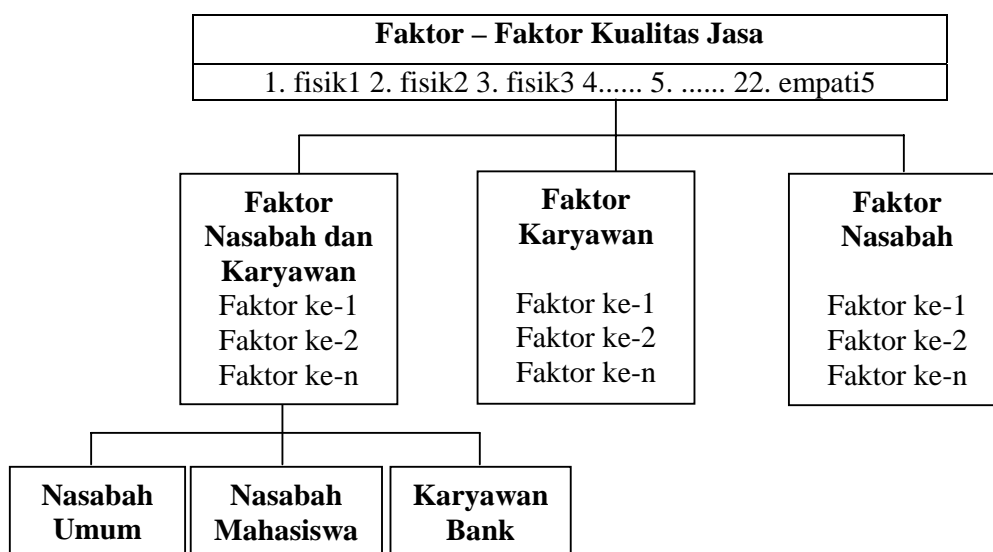 Faktor – Faktor Kualitas Jasa
1. fisik1 2. fisik2 3. fisik3 4...... 5. ...... 22. empati5
Faktor
Nasabah dan
Karyawan
Faktor ke-1
Faktor ke-2
Faktor ke-n
Faktor
Karyawan
Faktor ke-1
Faktor ke-2
Faktor ke-n
Faktor
Nasabah
Faktor ke-1
Faktor ke-2
Faktor ke-n
Nasabah
Umum
Nasabah
Mahasiswa
Karyawan
Bank